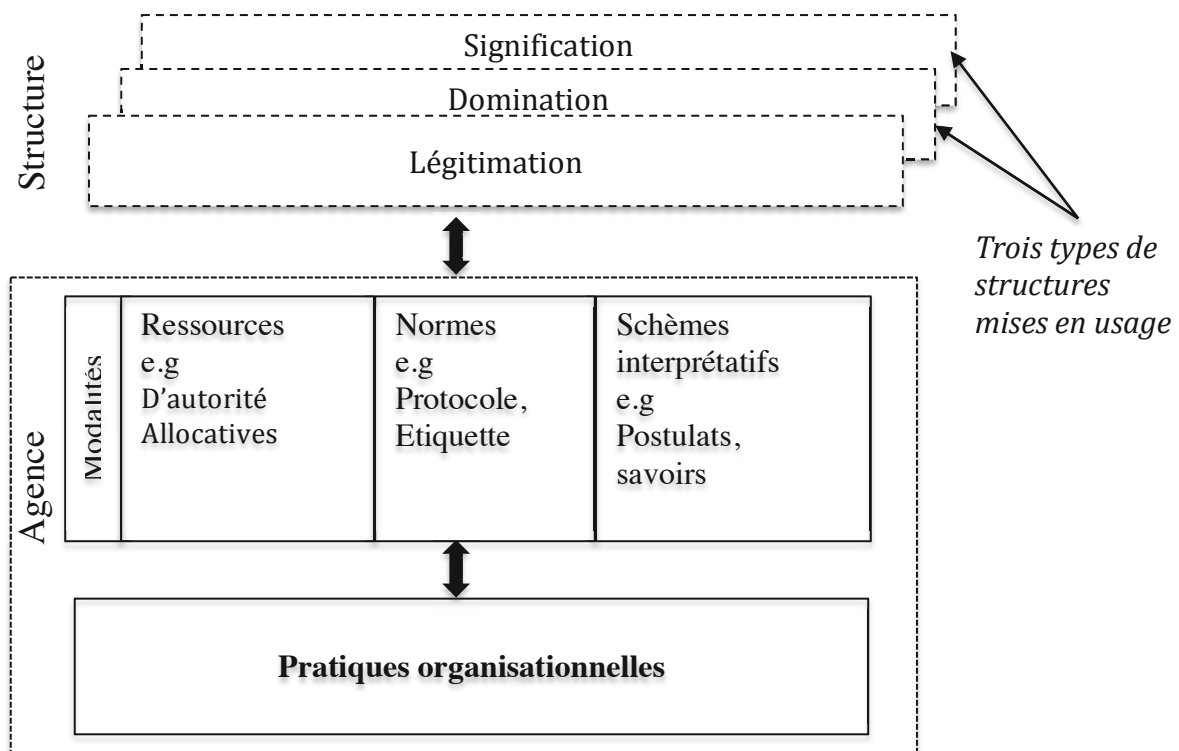 Structure
Signification
Domination
Légitimation
Trois types de
structures
mises en usage
Agence
Modalités
Ressources
e.g
D'autorité
Allocatives
Normes
e.g
Protocole,
Etiquette
Schèmes
interprétatifs
e.g
Postulats,
savoirs
Pratiques organisationnelles